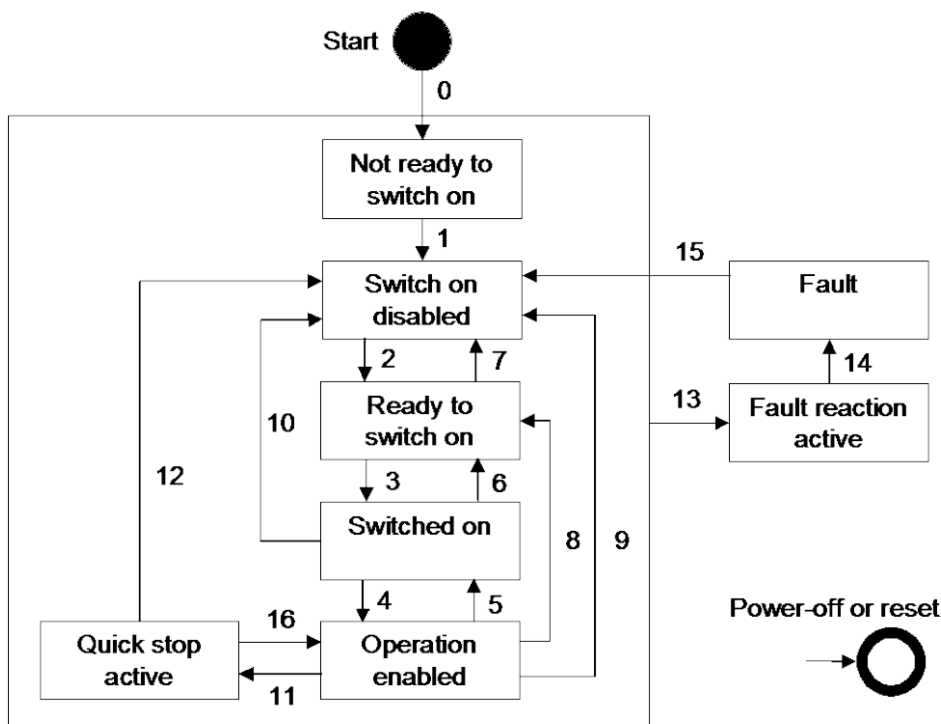 Start
0
Not ready to
switch on
1
15
Switch on
disabled
Fault
2
7
14
Ready to
switch on
13
Fault reaction
active
10
12
3
6
Switched on
8
9
4
5
Power-off or reset
16
Quick stop
active
Operation
enabled
11